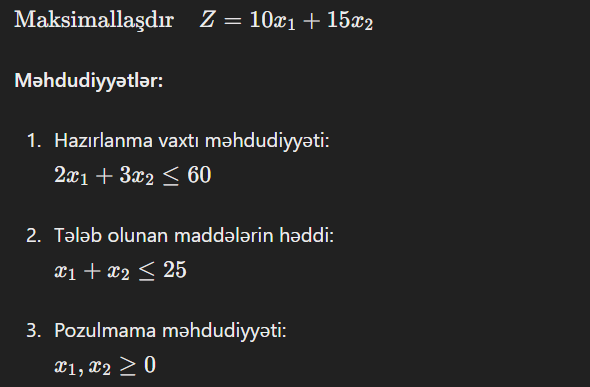 Maksimallaşdır Z = 10x₁ + 15x₂
Məhdudiyyətlər:
1. Hazırlanma vaxtı məhdudiyyəti:
2x₁ + 3x₂ ≤ 60
2. Tələb olunan maddələrin həddi:
x₁ + x₂ ≤ 25
3. Pozulmama məhdudiyyəti:
x₁, x₂ ≥ 0